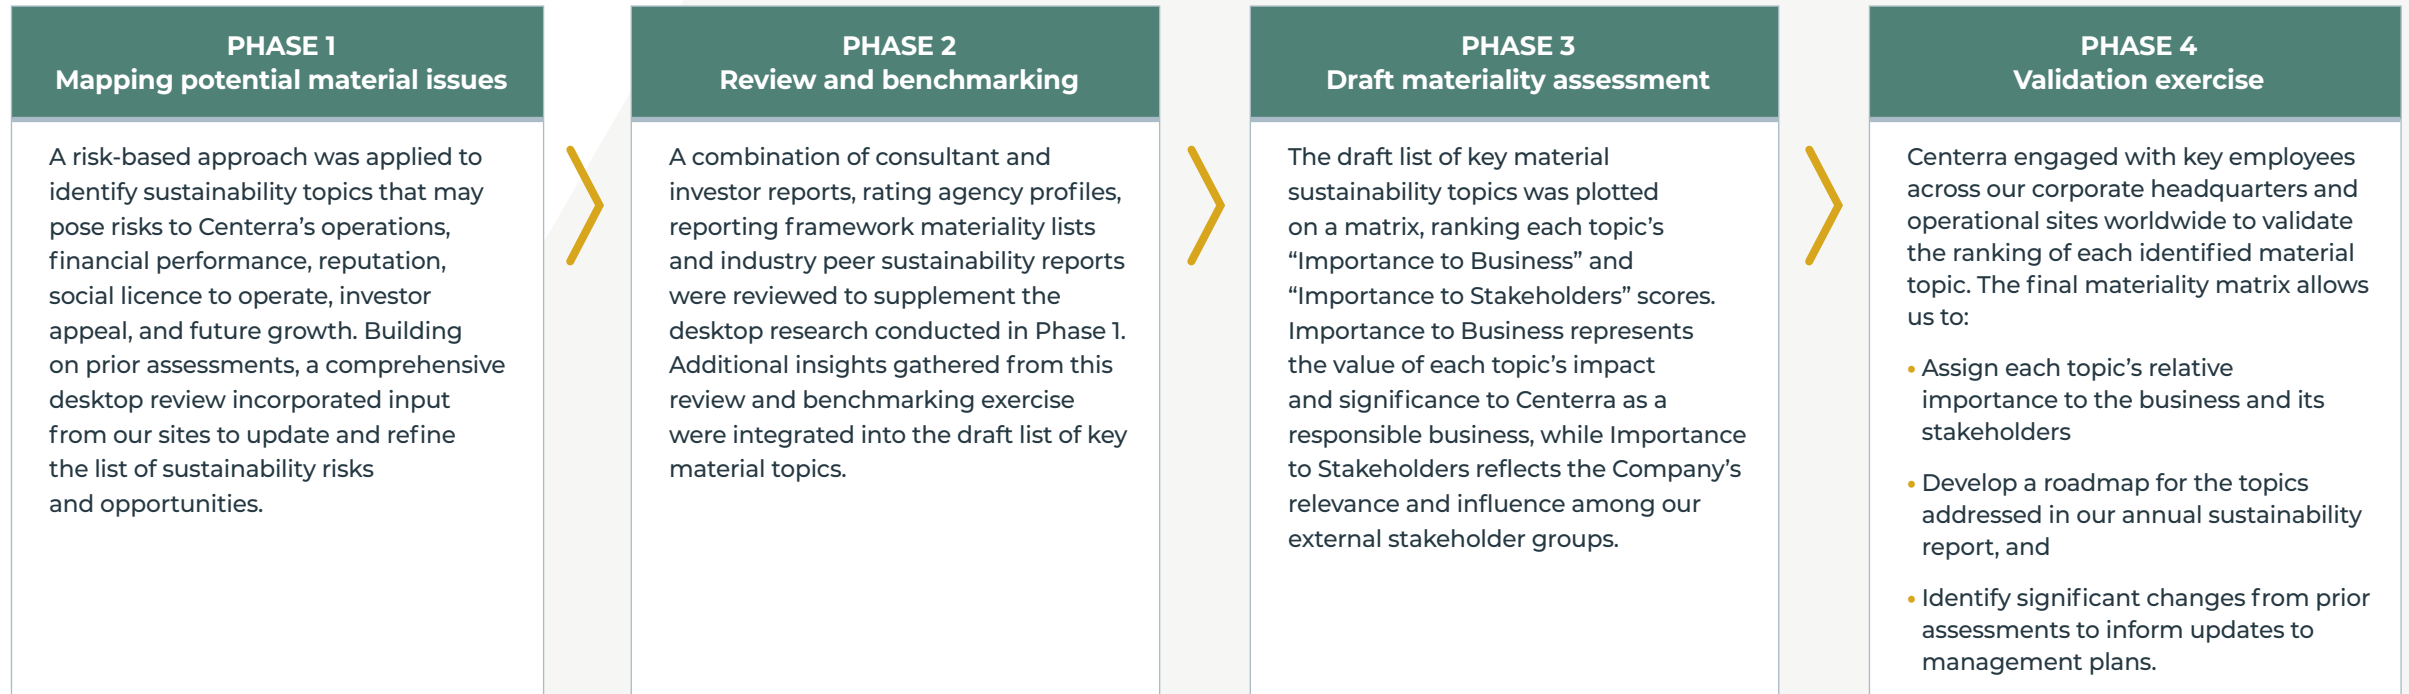 PHASE 1
Mapping potential material issues
A risk-based approach was applied to
identify sustainability topics that may
pose risks to Centerra’s operations,
financial performance, reputation,
social licence to operate, investor
appeal, and future growth. Building
on prior assessments, a comprehensive
desktop review incorporated input
from our sites to update and refine
the list of sustainability risks
and opportunities.
PHASE 2
Review and benchmarking
A combination of consultant and
investor reports, rating agency profiles,
reporting framework materiality lists
and industry peer sustainability reports
were reviewed to supplement the
desktop research conducted in Phase 1.
Additional insights gathered from this
review and benchmarking exercise
were integrated into the draft list of key
material topics.
PHASE 3
Draft materiality assessment
The draft list of key material
sustainability topics was plotted
on a matrix, ranking each topic’s
“Importance to Business” and
“Importance to Stakeholders” scores.
Importance to Business represents
the value of each topic’s impact
and significance to Centerra as a
responsible business, while Importance
to Stakeholders reflects the Company’s
relevance and influence among our
external stakeholder groups.
PHASE 4
Validation exercise
Centerra engaged with key employees
across our corporate headquarters and
operational sites worldwide to validate
the ranking of each identified material
topic. The final materiality matrix allows
us to:
• Assign each topic’s relative
importance to the business and its
stakeholders
• Develop a roadmap for the topics
addressed in our annual sustainability
report, and
• Identify significant changes from prior
assessments to inform updates to
management plans.